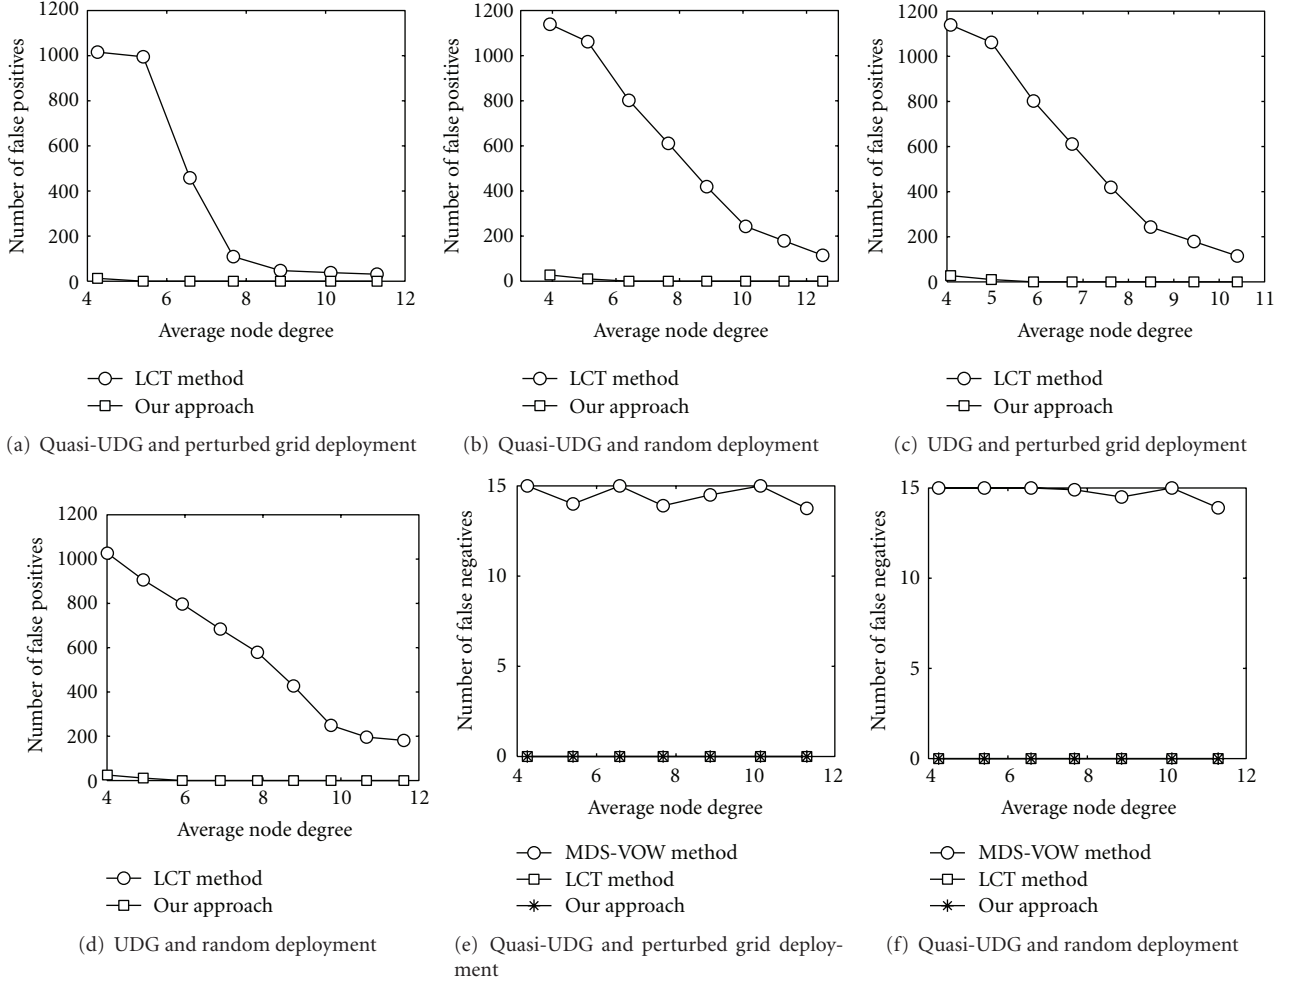 1200
1000
800
600
400
200
0
4
6
8
10
12
Number of false positives
Average node degree
LCT method
Our approach
(a) Quasi-UDG and perturbed grid deployment
1200
1000
800
600
400
200
0
4
6
8
10
12
Number of false positives
Average node degree
LCT method
Our approach
(b) Quasi-UDG and random deployment
1200
1000
800
600
400
200
0
4
5
6
7
8
9
10
11
Number of false positives
Average node degree
LCT method
Our approach
(c) UDG and perturbed grid deployment
1200
1000
800
600
400
200
0
4
6
8
10
12
Number of false positives
Average node degree
LCT method
Our approach
(d) UDG and random deployment
15
10
5
0
4
6
8
10
12
Number of false negatives
Average node degree
MDS-VOW method
LCT method
Our approach
(e) Quasi-UDG and perturbed grid deploy-
ment
15
10
5
0
4
6
8
10
12
Number of false negatives
Average node degree
MDS-VOW method
LCT method
Our approach
(f) Quasi-UDG and random deployment